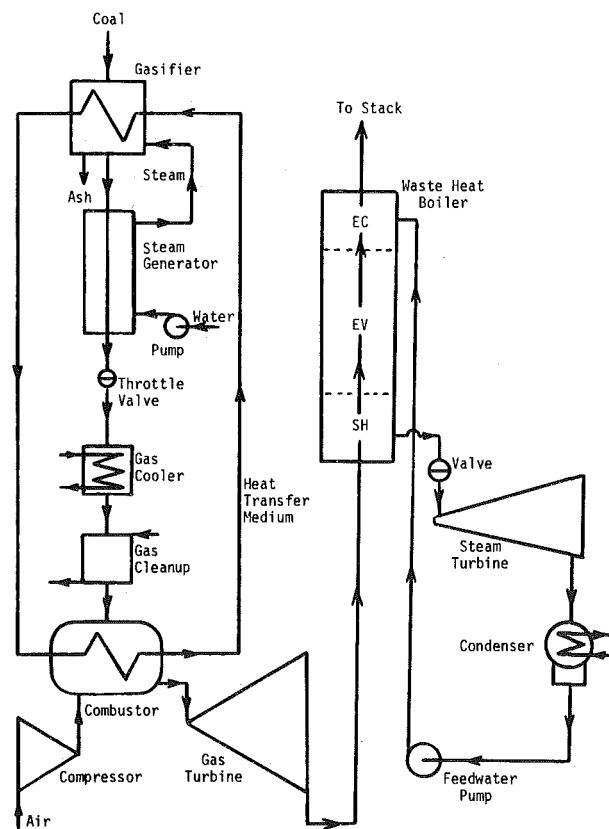 Coal
Gasifier
Steam
Ash
Steam
Generator
Water
Pump
Throttle
Valve
Gas
Cooler
Heat
Transfer
Medium
Gas
Cleanup
Combustor
Compressor
Air
Gas
Turbine
To Stack
Waste Heat
Boiler
EC
EV
SH
Valve
Steam
Turbine
Condenser
Feedwater
Pump